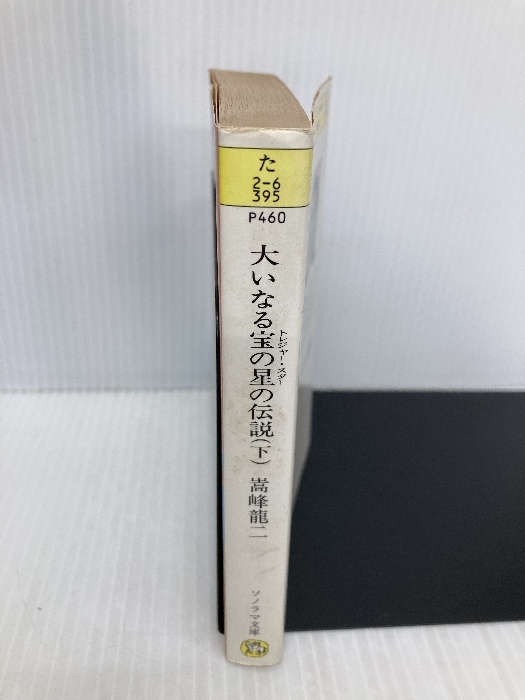 た
2-6
395
P460
大いなる宝の星の伝説(下)
トレジャー・スター
嵩峰龍二
ソノラマ文庫